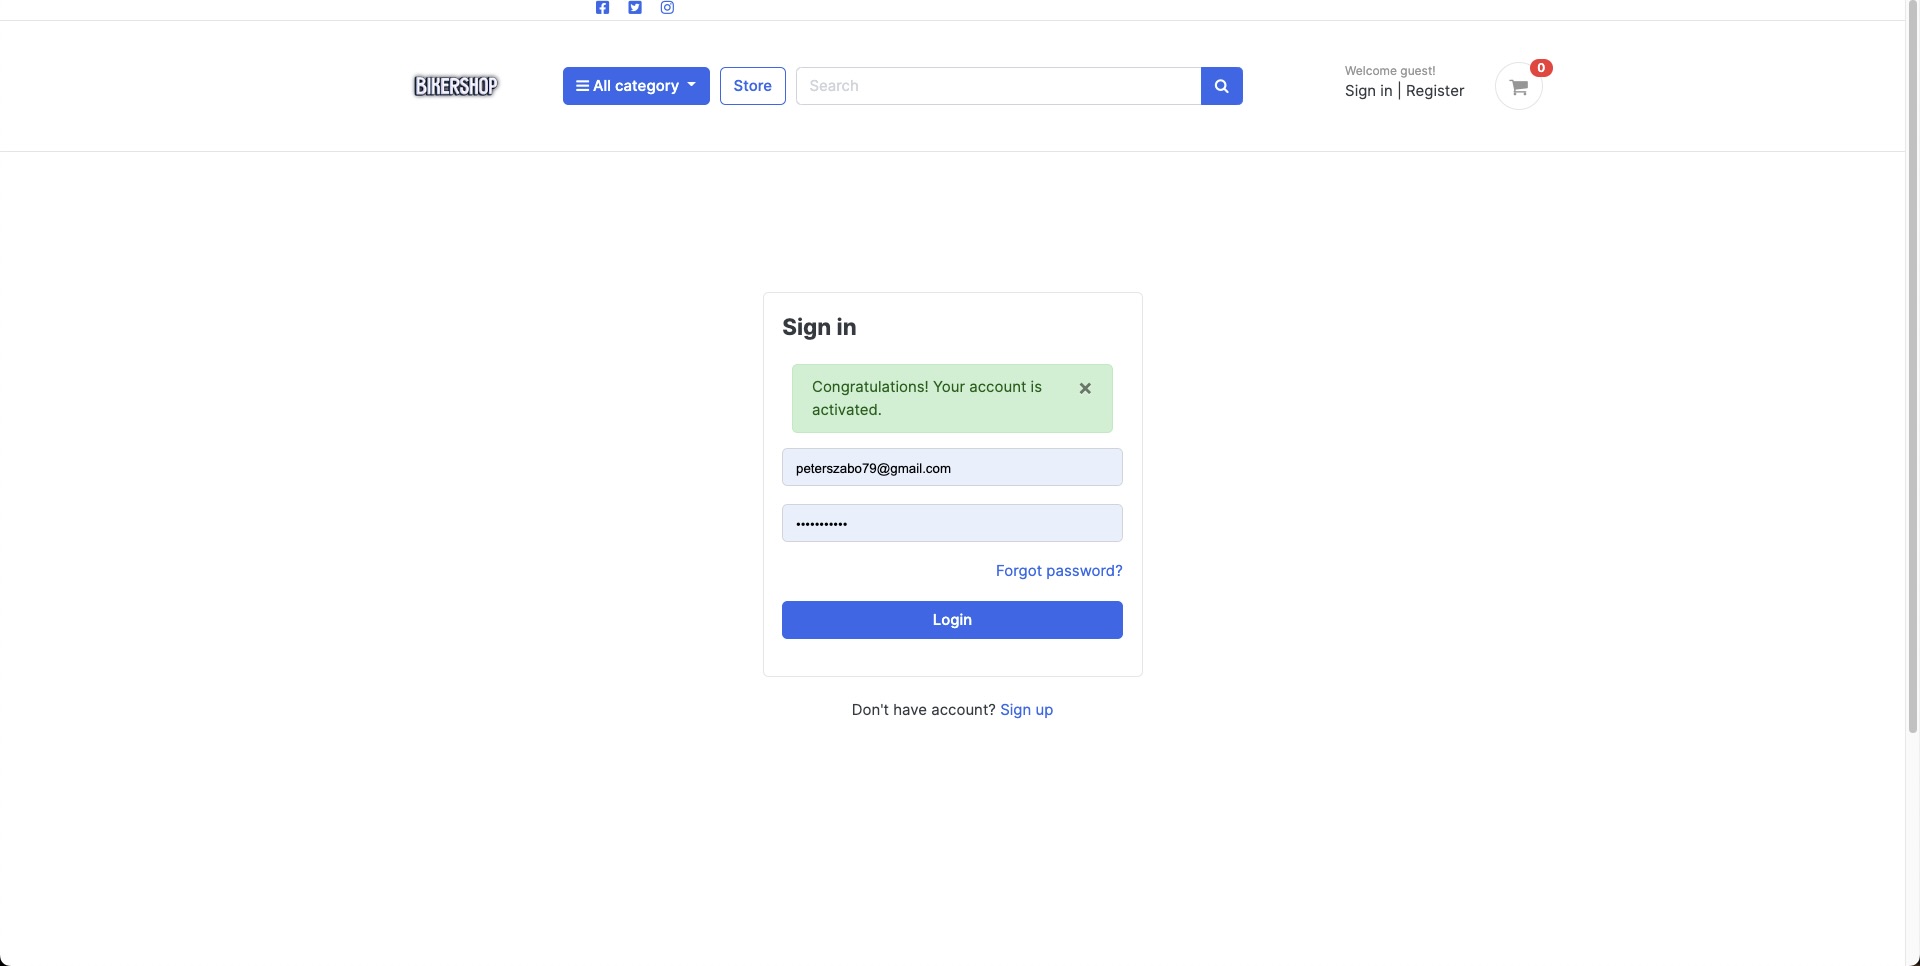 BIKERSHOP
All category
Store
Search
Welcome guest!
Sign in | Register
0
Sign in
Congratulations! Your account is
activated.
peterszabo79@gmail.com
•••••••••••
Forgot password?
Login
Don't have account? Sign up